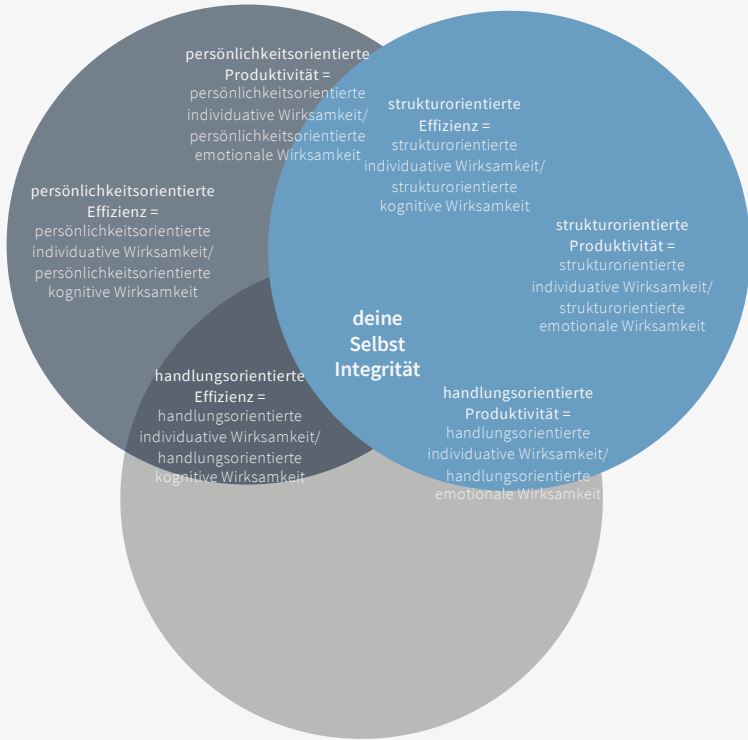 persönlichkeitsorientierte
Produktivität =
persönlichkeitsorientierte
individuative Wirksamkeit/
persönlichkeitsorientierte
emotionale Wirksamkeit
strukturorientierte
Effizienz =
strukturorientierte
individuative Wirksamkeit/
strukturorientierte
kognitive Wirksamkeit
persönlichkeitsorientierte
Effizienz =
persönlichkeitsorientierte
individuative Wirksamkeit/
persönlichkeitsorientierte
kognitive Wirksamkeit
strukturorientierte
Produktivität =
strukturorientierte
individuative Wirksamkeit/
strukturorientierte
emotionale Wirksamkeit
deine
Selbst
Integrität
handlungsorientierte
Effizienz =
handlungsorientierte
individuative Wirksamkeit/
handlungsorientierte
kognitive Wirksamkeit
handlungsorientierte
Produktivität =
handlungsorientierte
individuative Wirksamkeit/
handlungsorientierte
emotionale Wirksamkeit